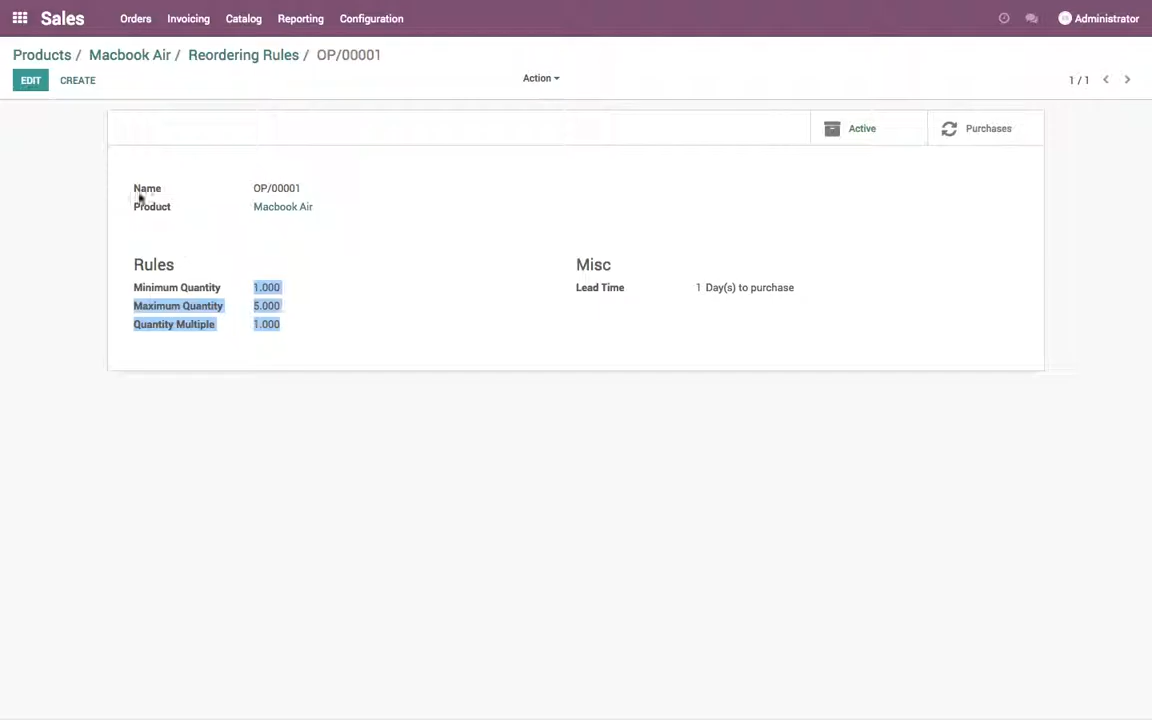 Sales Orders Invoicing Catalog Reporting Configuration Administrator
Products / Macbook Air / Reordering Rules / OP/00001
EDIT CREATE Action 1 / 1
Active Purchases
Name OP/00001
Product Macbook Air
Rules Misc
Minimum Quantity 1.000 Lead Time 1 Day(s) to purchase
Maximum Quantity 5.000
Quantity Multiple 1.000